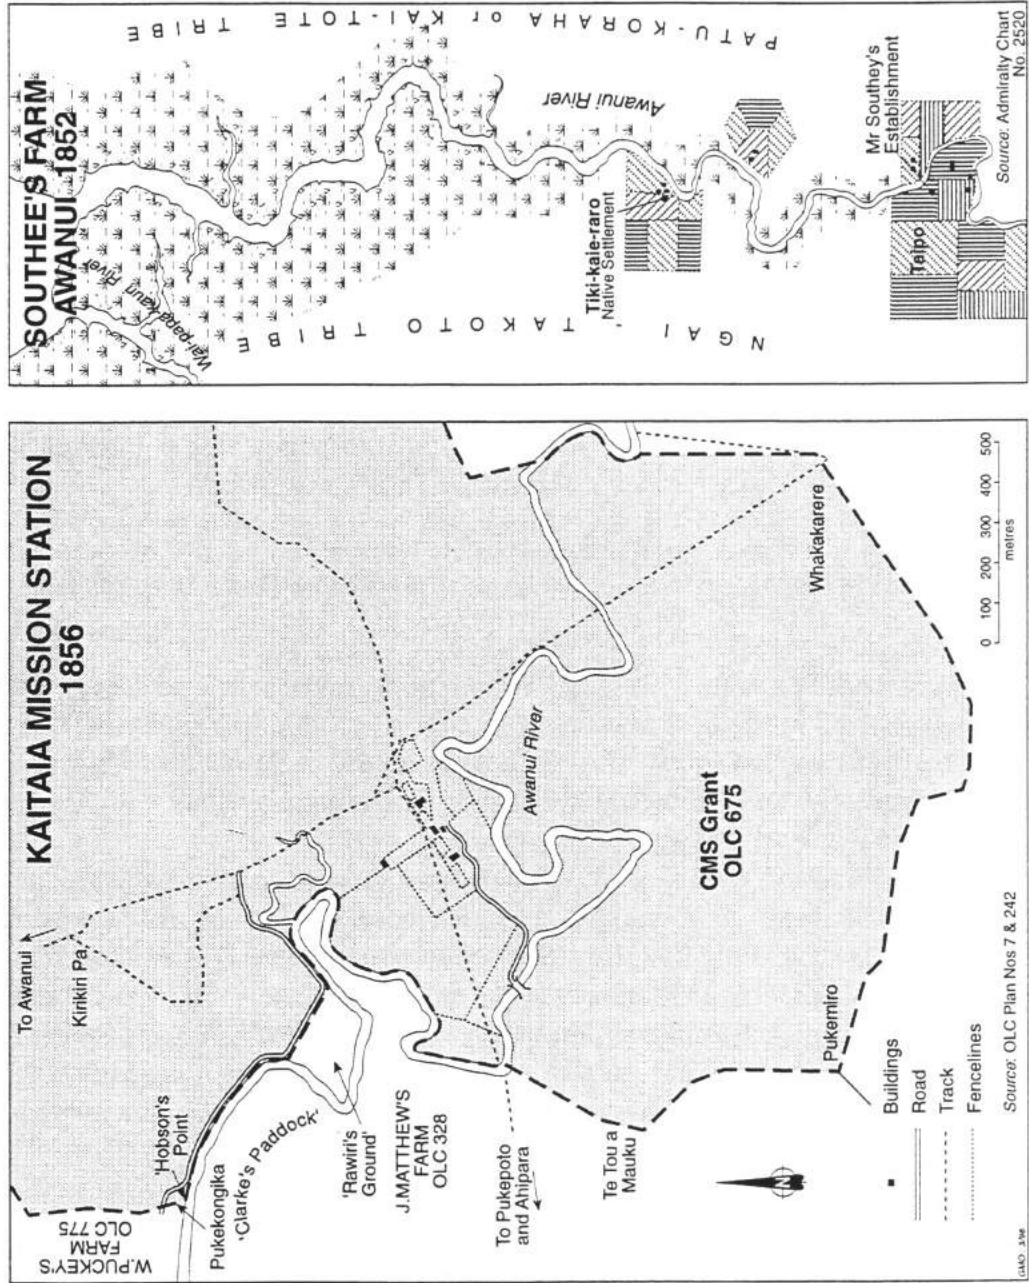 SOUTHEE'S FARM
AWANUI 1852
PATU-KORAHA or KAI-TOTE TRIBE
Wai-papa-kauri River
Awanui River
Tiki-kaie-raro
Native Settlement
NGAI - TAKOTO TRIBE
Mr Southey's
Establishment
Taipo
Source: Admiralty Chart
No. 2520
KAITAIA MISSION STATION
1856
To Awanui
Kirikiri Pa
'Hobson's
Point
W.PUCKEY'S
FARM
OLC 775
Pukekongika
'Clarke's Paddock'
'Rawiri's
Ground'
J.MATTHEW'S
FARM
OLC 328
To Pukepoto
and Ahipara
Te Tou a
Mauku
Awanui River
CMS Grant
OLC 675
Whakakarere
Pukemiro
N
Buildings
Road
Track
Fencelines
0 100 200 300 400 500
metres
Source: OLC Plan Nos 7 & 242